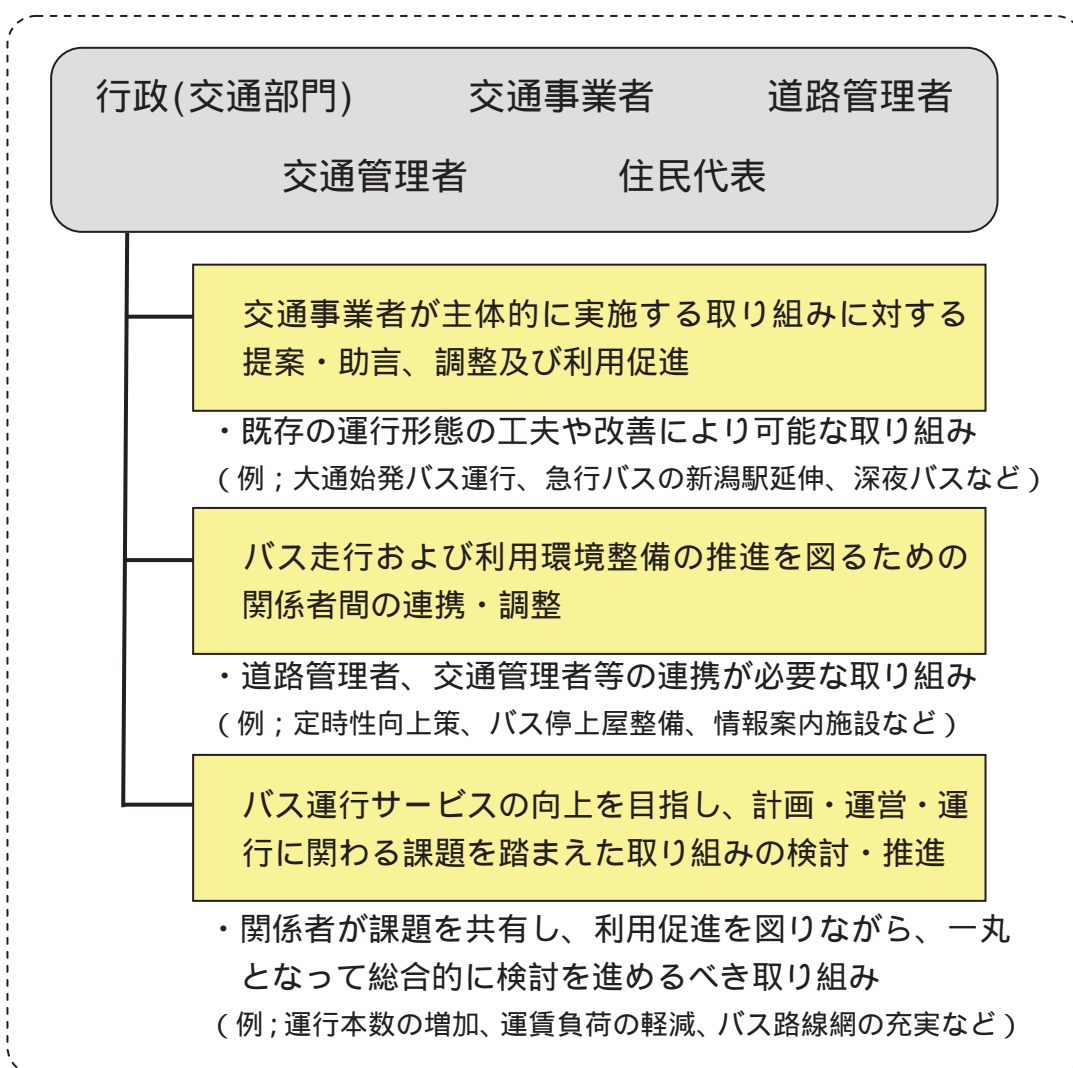 行政(交通部門) 交通事業者 道路管理者
交通管理者 住民代表
交通事業者が主体的に実施する取り組みに対する
提案・助言、調整及び利用促進
・既存の運行形態の工夫や改善により可能な取り組み
(例;大通始発バス運行、急行バスの新潟駅延伸、深夜バスなど)
バス走行および利用環境整備の推進を図るための
関係者間の連携・調整
・道路管理者、交通管理者等の連携が必要な取り組み
(例;定時性向上策、バス停上屋整備、情報案内施設など)
バス運行サービスの向上を目指し、計画・運営・運
行に関わる課題を踏まえた取り組みの検討・推進
・関係者が課題を共有し、利用促進を図りながら、一丸
となって総合的に検討を進めるべき取り組み
(例;運行本数の増加、運賃負荷の軽減、バス路線網の充実など)